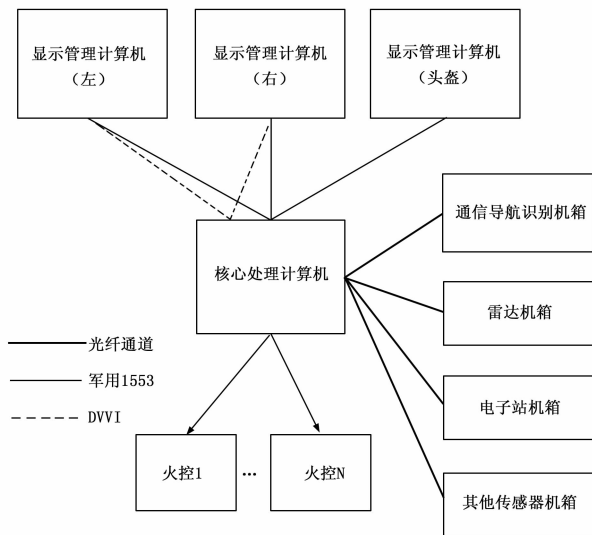 显示管理计算机
（左）
显示管理计算机
（右）
显示管理计算机
（头盔）
通信导航识别机箱
核心处理计算机
雷达机箱
光纤通道
军用1553
电子站机箱
DVVI
火控1
...
火控N
其他传感器机箱